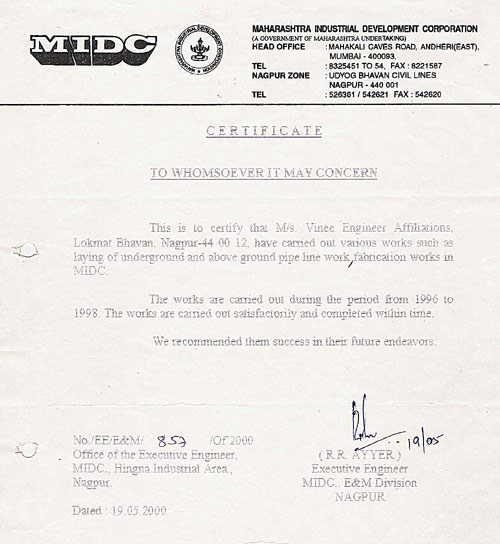 MIDC
MAHARASHTRA INDUSTRIAL DEVELOPMENT CORPORATION
(A GOVERNMENT OF MAHARASHTRA UNDERTAKING)
HEAD OFFICE : MAHAKALI CAVES ROAD, ANDHERI(EAST),
MUMBAI - 400093.
TEL : 8325451 TO 54, FAX : 8221587
NAGPUR ZONE : UDYOG BHAVAN CIVIL LINES
NAGPUR - 440 001
TEL : 526381 / 542621 FAX : 542620
CERTIFICATE
TO WHOMSOEVER IT MAY CONCERN
This is to certify that M/s. Vinee Engineer Affiliations,
Lokmat Bhavan, Nagpur-44 00 12, have carried out various works such as
laying of underground and above ground pipe line work, fabrication works in
MIDC.
The works are carried out during the period from 1996 to
1998. The works are carried out satisfactorily and completed within time.
We recommended them success in their future endeavors.
19/05
No./EE/E&M/ 857 /Of 2000
Office of the Executive Engineer,
MIDC., Hingna Industrial Area.,
Nagpur.
Dated : 19.05.2000
( R.R. AYYER )
Executive Engineer
MIDC., E&M Division
NAGPUR